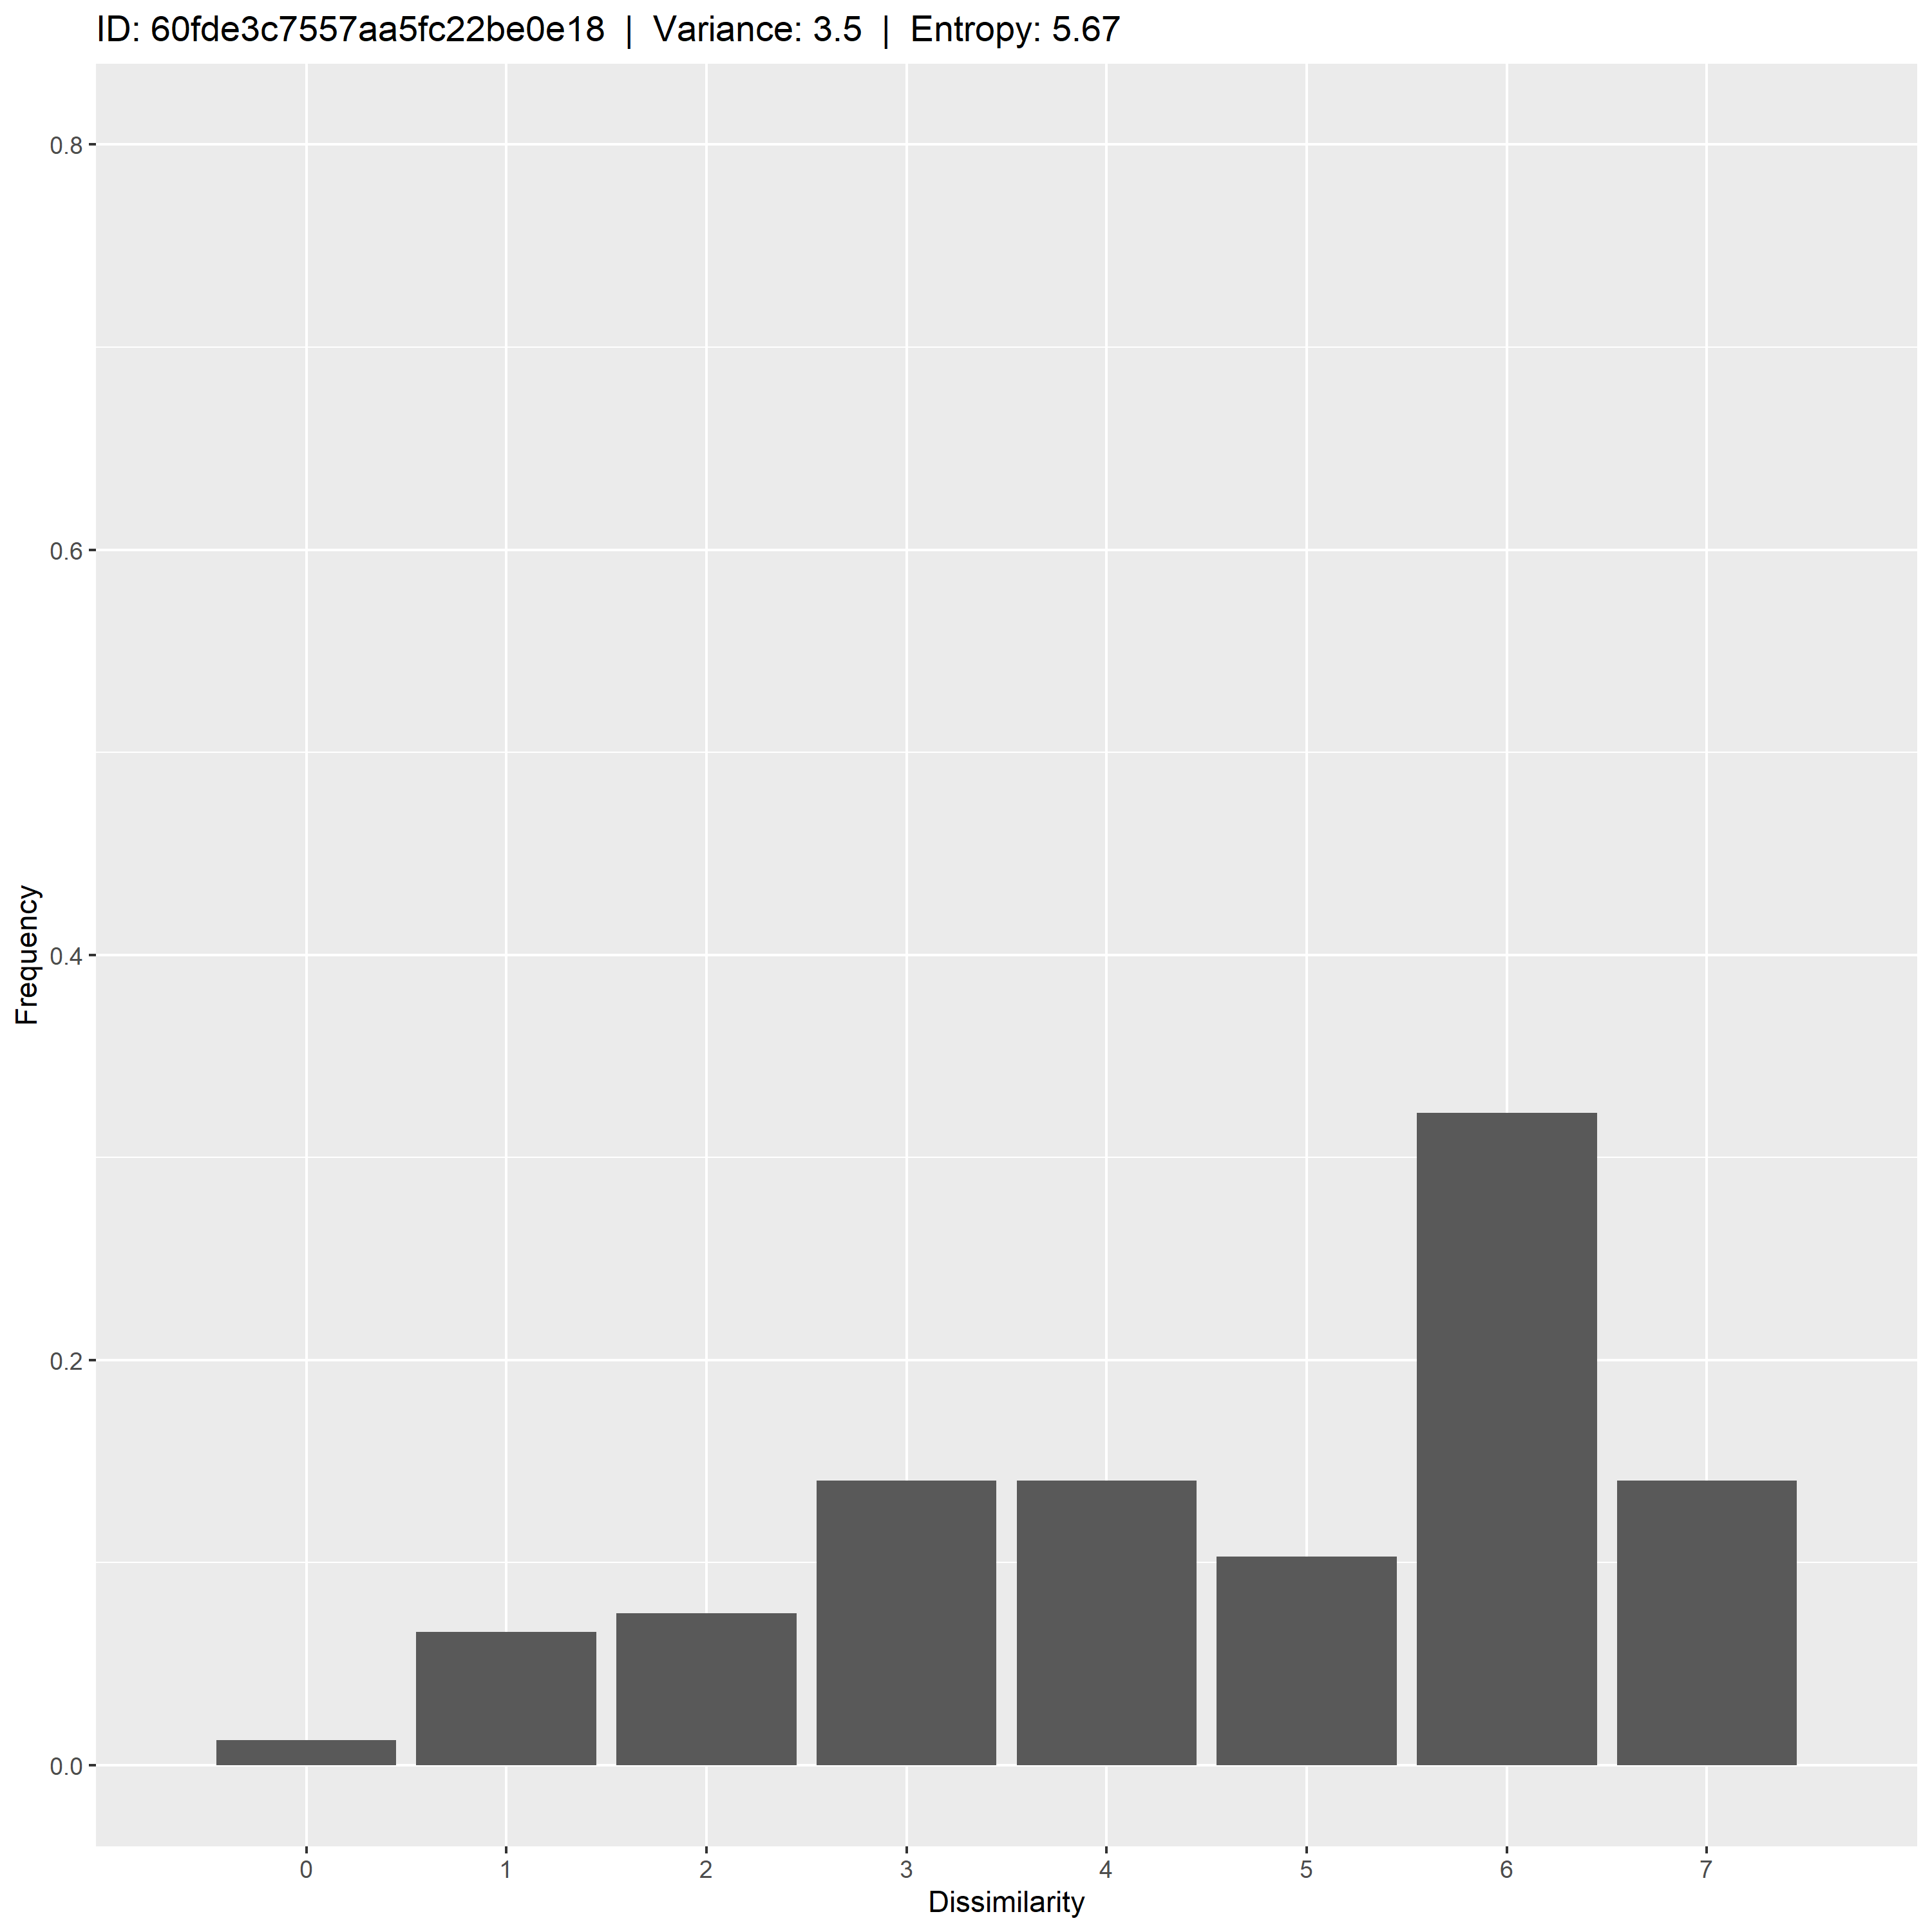 ID: 60fde3c7557aa5fc22be0e18 | Variance: 3.5 | Entropy: 5.67
0.8
0.6
0.4
0.2
0.0
Frequency
0 1 2 3 4 5 6 7
Dissimilarity